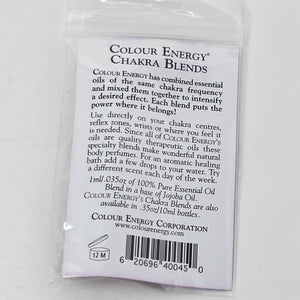 COLOUR ENERGY®
CHAKRA BLENDS
COLOUR ENERGY has combined essential
oils of the same chakra frequency
and mixed them together to intensify
a desired effect. Each blend puts the
power where it belongs!
Use directly on your chakra centres,
reflex zones, wrists or where you feel it
is needed. Since all of COLOUR ENERGY'S
oils are quality therapeutic oils these
specialty blends make wonderful natural
body perfumes. For an aromatic healing
bath add a few drops to your water. Try
a different scent each day of the week.
1ml/.035oz of 100% Pure Essential Oil
Blend in a base of Jojoba Oil.
COLOUR ENERGY'S Chakra Blends are also
available in .35oz/10ml bottles.
COLOUR ENERGY CORPORATION
www.colourenergy.com
12 M
6 20696 40045 0